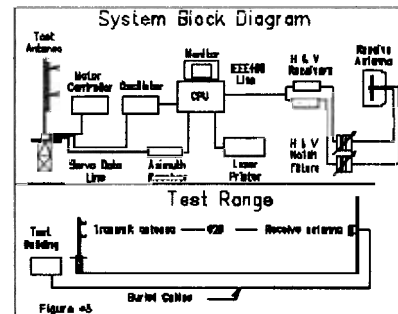 System Block Diagram
Test
Antenna
Motor
Controller
Oscillator
Monitor
CPU
IEEE488
Line
H & V
Receivers
Receive
Antenna
H & V
Notch
Filters
Servo Data
Line
Azimuth
Laser
Printer
Test Range
Test
Building
Transmit antenna
Receive antenna
Buried Cables
Figure #3